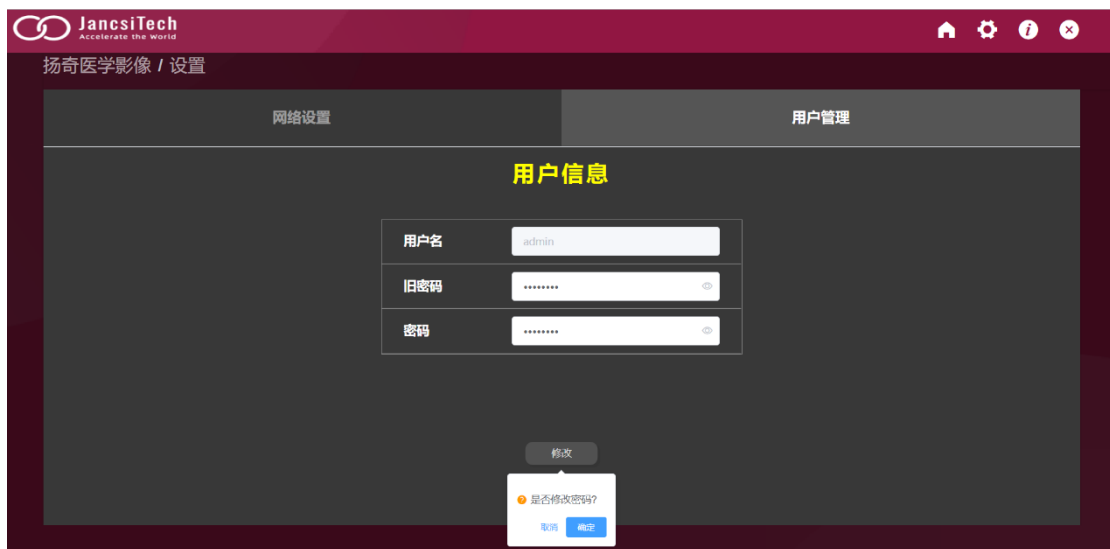 JancsiTech
Accelerate the World
扬奇医学影像 / 设置
网络设置 用户管理
用户信息
用户名 admin
旧密码 ••••••••
密码 ••••••••
修改
是否修改密码?
取消 确定